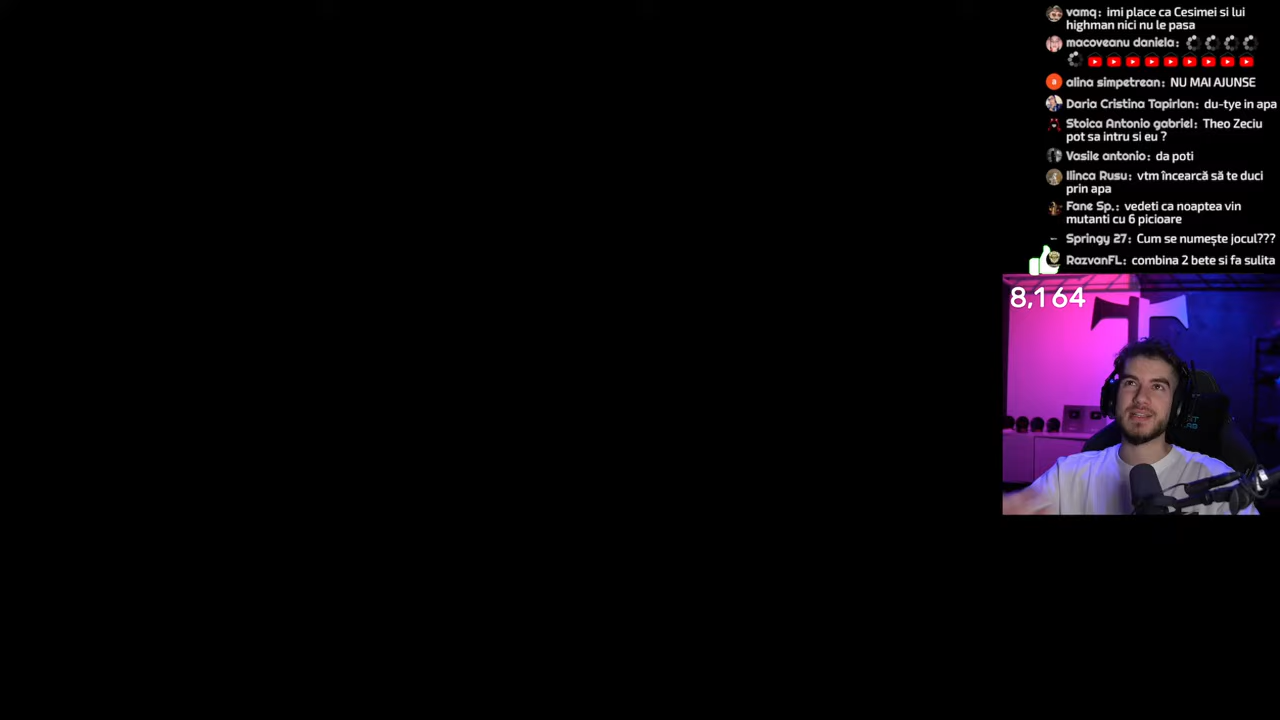 vamq: imi place ca Cesimei si lui
highman nici nu le pasa
macoveanu daniela:
alina simpetrean: NU MAI AJUNSE
Daria Cristina Tapirlan: du-tye in apa
Stoica Antonio gabriel: Theo Zeciu
pot sa intru si eu ?
Vasile antonio: da poti
Ilinca Rusu: vtm încearcă să te duci
prin apa
Fane Sp.: vedeti ca noaptea vin
mutanti cu 6 picioare
Springy 27: Cum se numește jocul???
RazvanFL: combina 2 bete si fa sulita
8,164